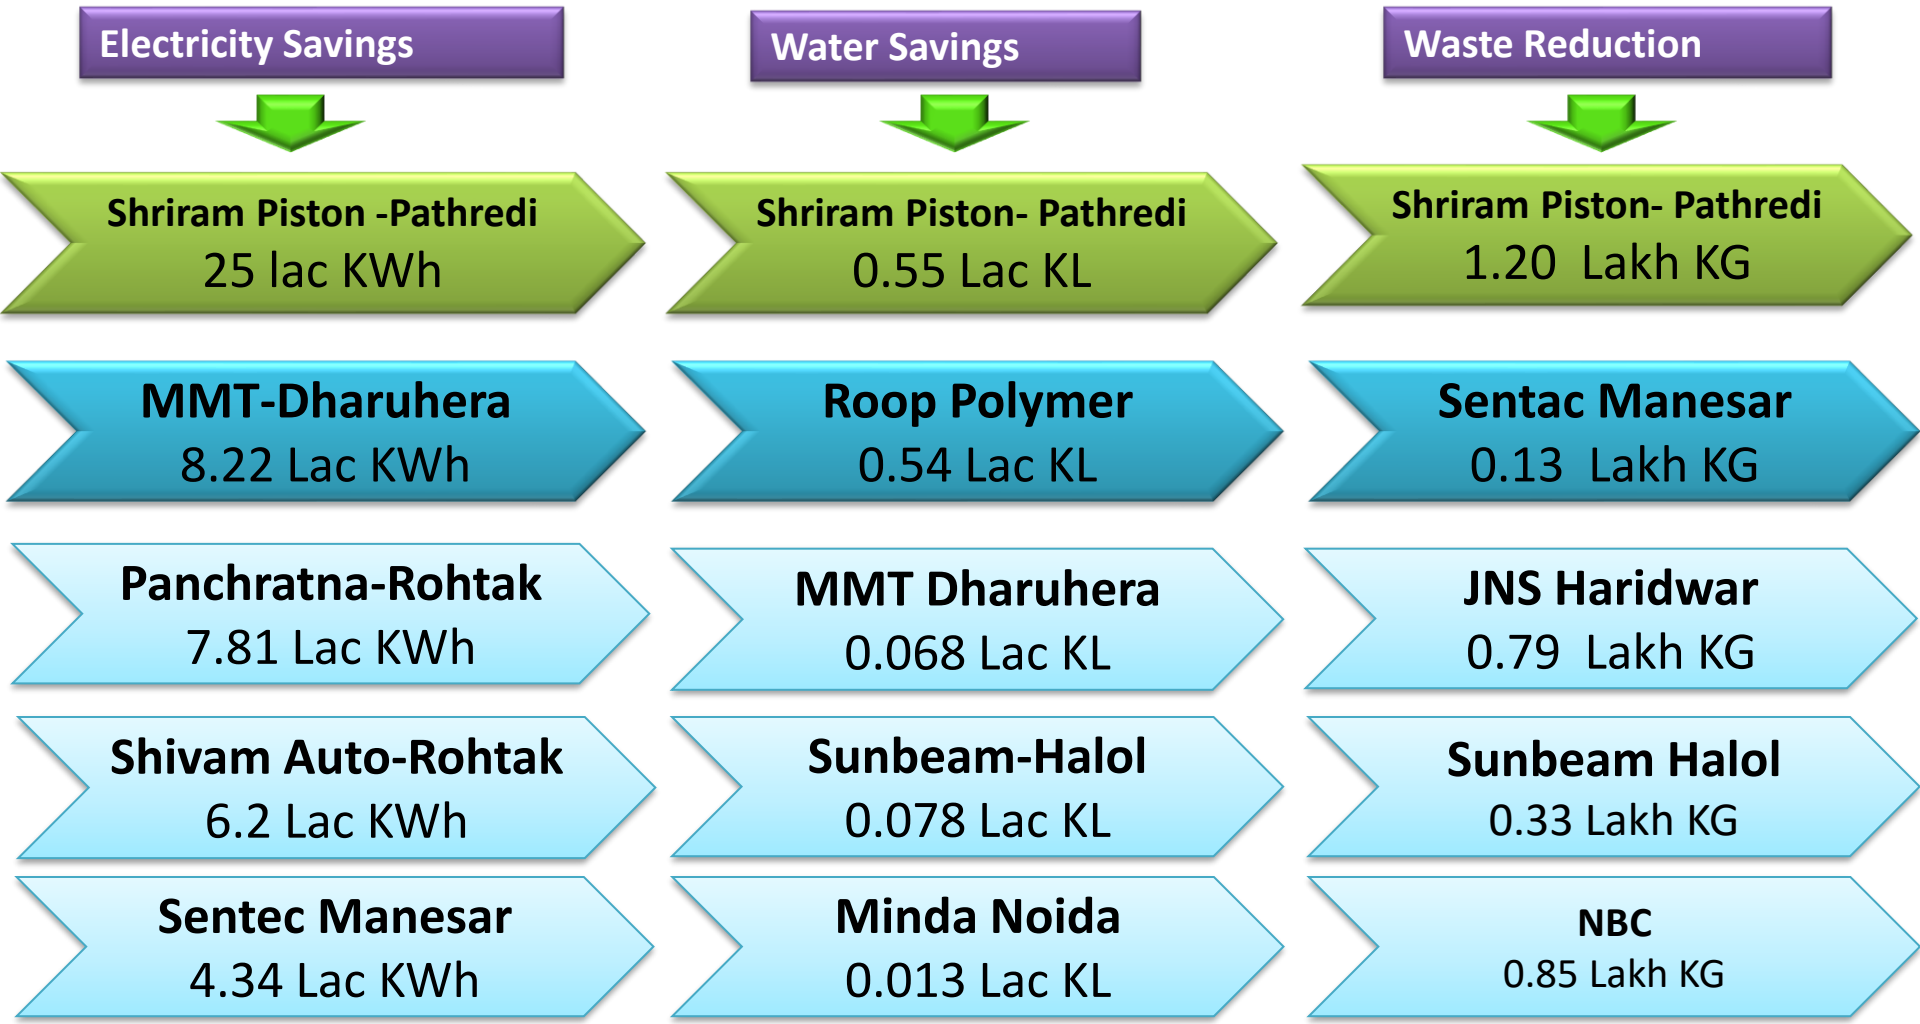 Electricity Savings
Shriram Piston -Pathredi
25 lac KWh
MMT-Dharuhera
8.22 Lac KWh
Panchratna-Rohtak
7.81 Lac KWh
Shivam Auto-Rohtak
6.2 Lac KWh
Sentec Manesar
4.34 Lac KWh
Water Savings
Shriram Piston- Pathredi
0.55 Lac KL
Roop Polymer
0.54 Lac KL
MMT Dharuhera
0.068 Lac KL
Sunbeam-Halol
0.078 Lac KL
Minda Noida
0.013 Lac KL
Waste Reduction
Shriram Piston- Pathredi
1.20  Lakh KG
Sentac Manesar
0.13  Lakh KG
JNS Haridwar
0.79  Lakh KG
Sunbeam Halol
0.33 Lakh KG
NBC
0.85 Lakh KG